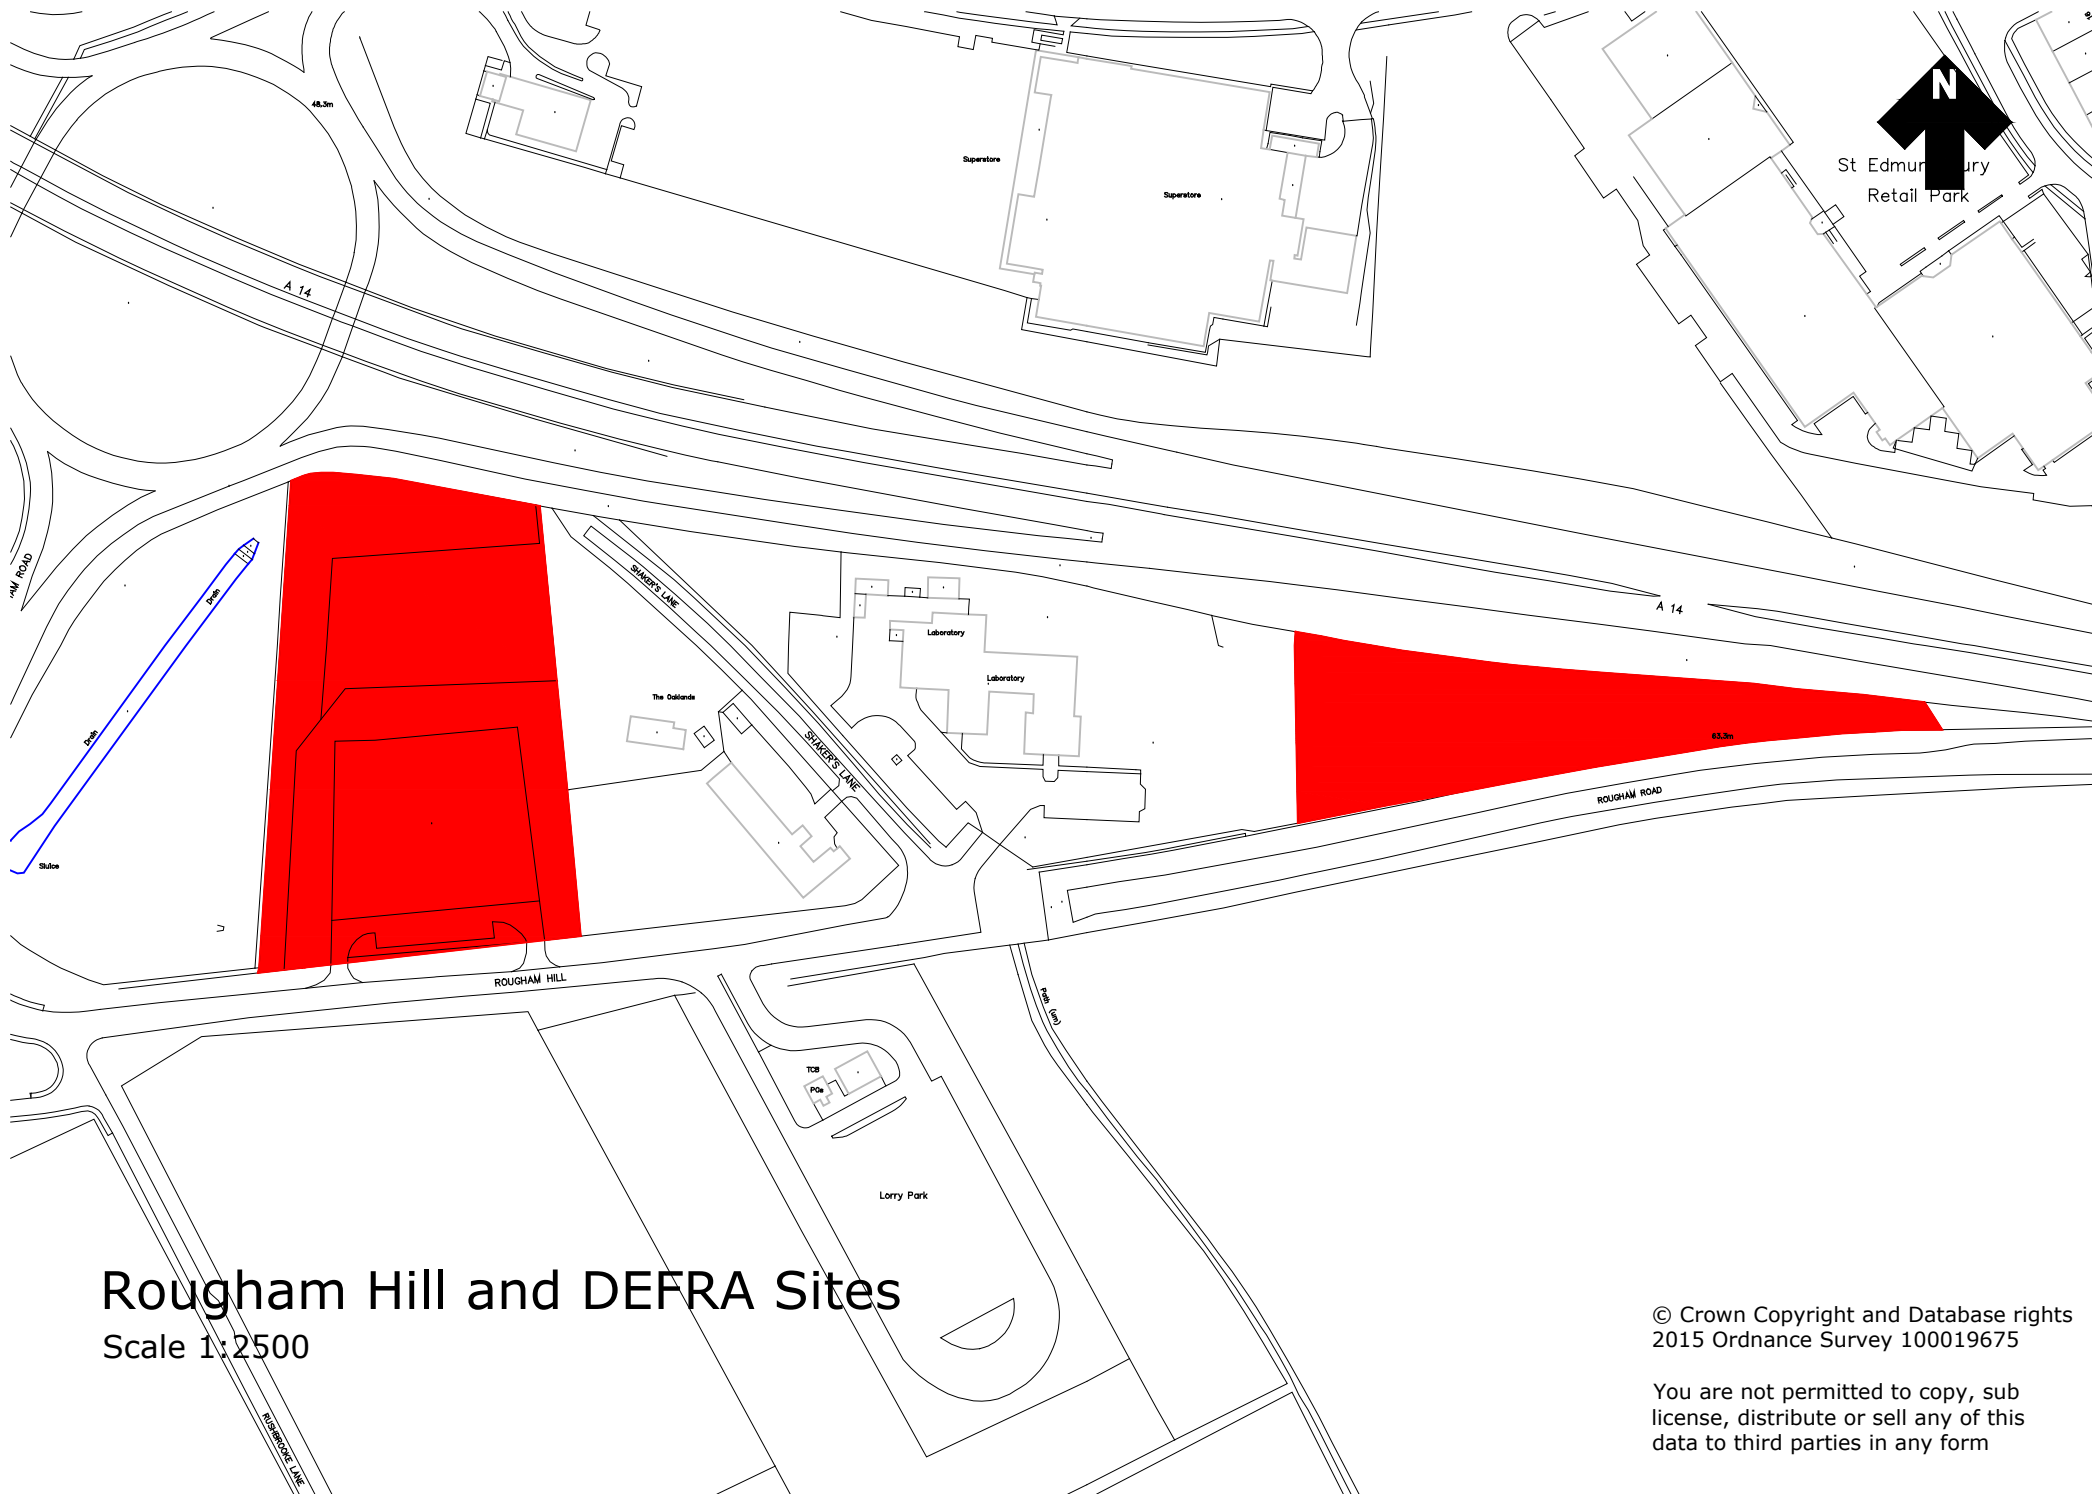 48.3m
N
Superstore
Superstore
St Edmun
ury
Retail Park
A 14
AM ROAD
Drain
SHAKER'S LANE
A 14
Laboratory
Laboratory
The Oaklands
Drain
SHAKER'S LANE
63.3m
ROUGHAM ROAD
Sluice
ROUGHAM HILL
Path (um)
TCB
PCs
Lorry Park
Rougham Hill and DEFRA Sites
Scale 1:2500
RUSHBROOKE LANE
© Crown Copyright and Database rights
2015 Ordnance Survey 100019675
You are not permitted to copy, sub
license, distribute or sell any of this
data to third parties in any form